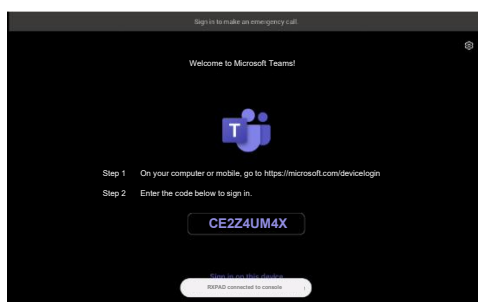 Sign in to make an emergency call.
Welcome to Microsoft Teams!
T
Step 1 On your computer or mobile, go to https://microsoft.com/devicelogin
Step 2 Enter the code below to sign in.
CE2Z4UM4X
Sign in on this device
RXPAD connected to console